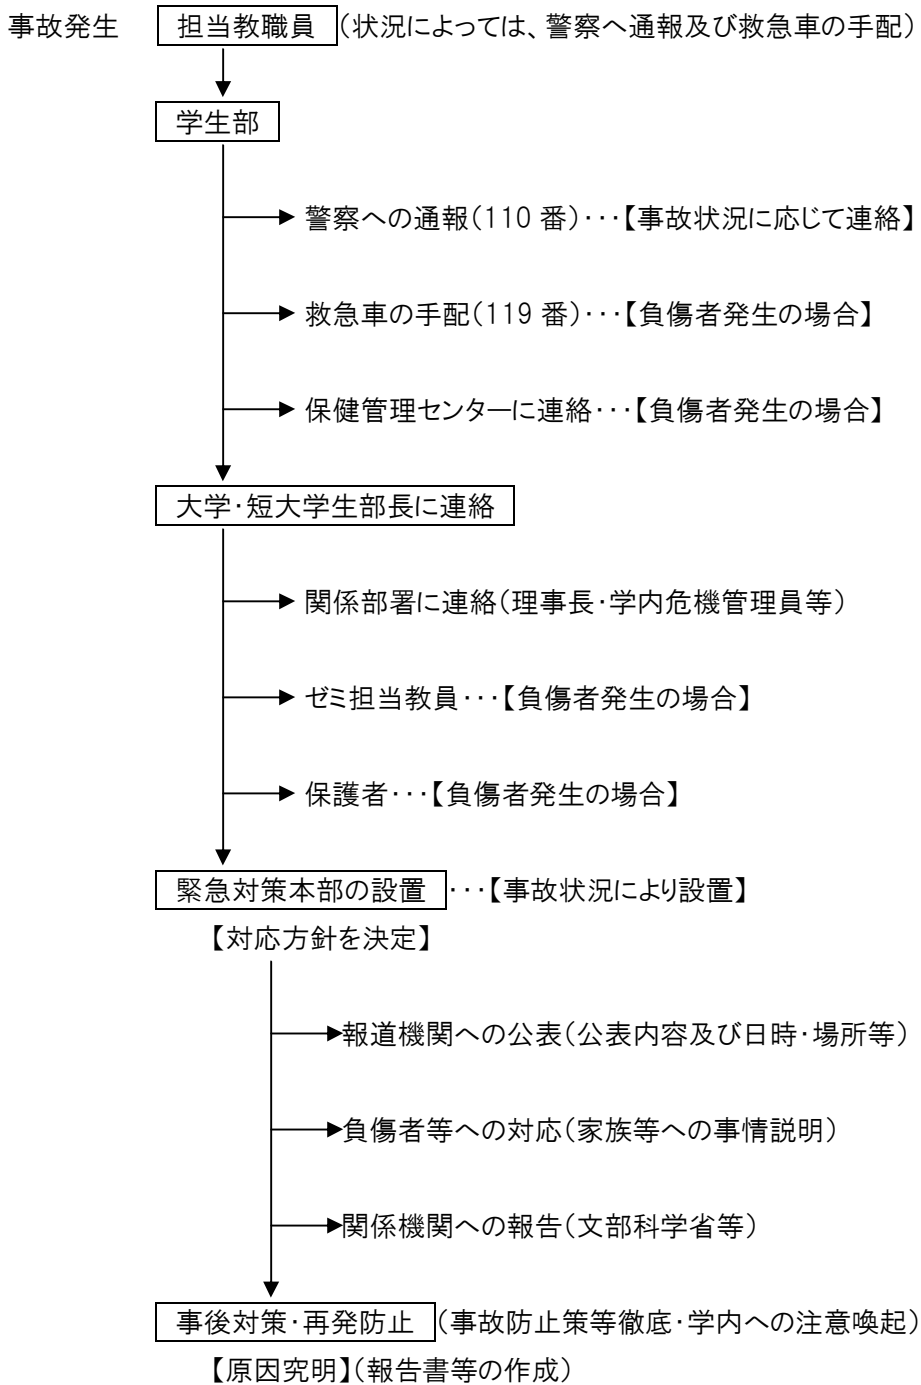 事故発生 担当教職員 (状況によっては、警察へ通報及び救急車の手配)
学生部
警察への通報(110 番)･･･【事故状況に応じて連絡】
救急車の手配(119 番)･･･【負傷者発生の場合】
保健管理センターに連絡･･･【負傷者発生の場合】
大学･短大学生部長に連絡
関係部署に連絡(理事長･学内危機管理員等)
ゼミ担当教員･･･【負傷者発生の場合】
保護者･･･【負傷者発生の場合】
緊急対策本部の設置 ･･･【事故状況により設置】
【対応方針を決定】
報道機関への公表(公表内容及び日時･場所等)
負傷者等への対応(家族等への事情説明)
関係機関への報告(文部科学省等)
事後対策･再発防止 (事故防止策等徹底･学内への注意喚起)
【原因究明】(報告書等の作成)